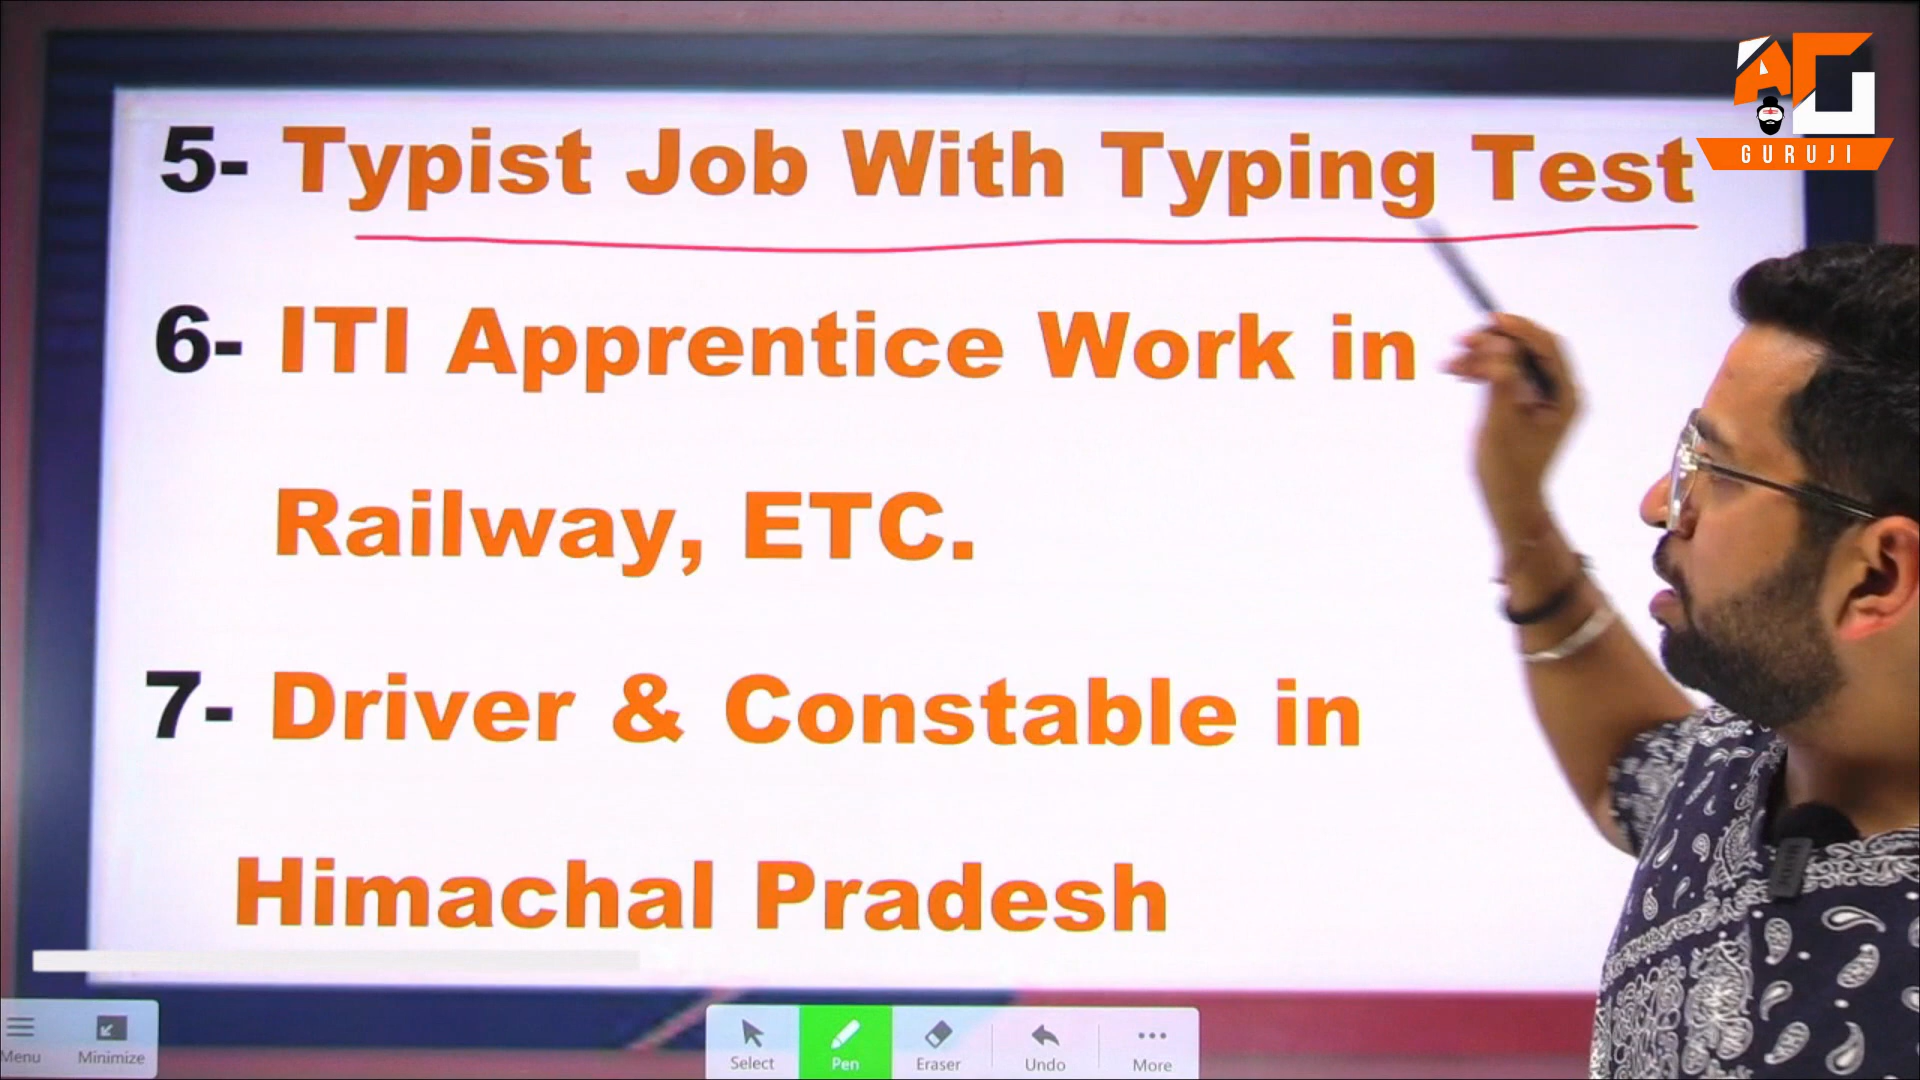 AG
GURUJI
5- Typist Job With Typing Test
6- ITI Apprentice Work in
Railway, ETC.
7- Driver & Constable in
Himachal Pradesh
Menu
Minimize
Select
Pen
Eraser
Undo
More